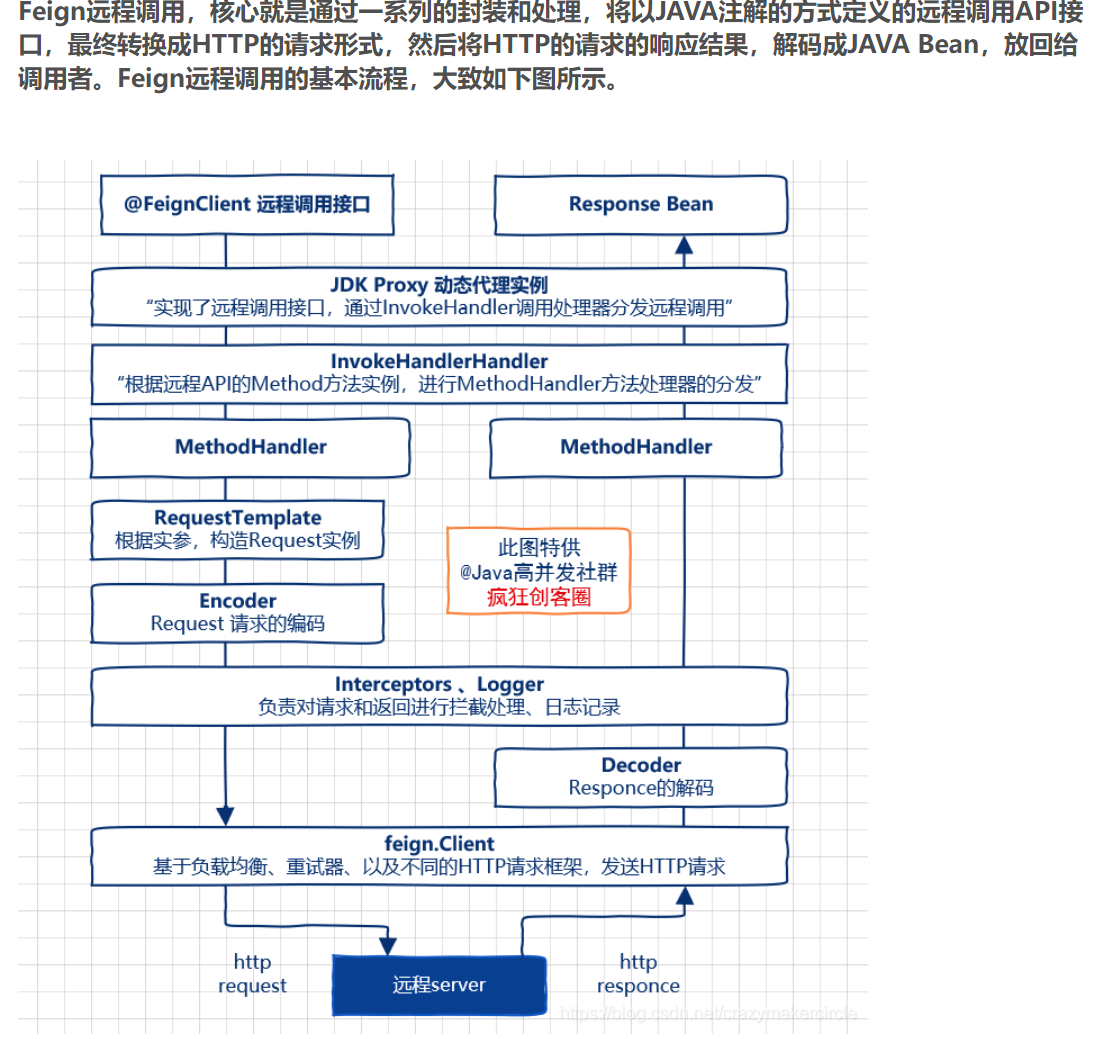 Feign远程调用，核心就是通过一系列的封装和处理，将以JAVA注解的方式定义的远程调用API接
口，最终转换成HTTP的请求形式，然后将HTTP的请求的响应结果，解码成JAVA Bean，放回给
调用者。Feign远程调用的基本流程，大致如下图所示。
@FeignClient 远程调用接口
Response Bean
JDK Proxy 动态代理实例
“实现了远程调用接口，通过InvokeHandler调用处理器分发远程调用”
InvokeHandlerHandler
“根据远程API的Method方法实例，进行MethodHandler方法处理器的分发”
MethodHandler
MethodHandler
RequestTemplate
根据实参，构造Request实例
此图特供
@Java高并发社群
疯狂创客圈
Encoder
Request 请求的编码
Interceptors 、Logger
负责对请求和返回进行拦截处理、日志记录
Decoder
Responce的解码
feign.Client
基于负载均衡、重试器、以及不同的HTTP请求框架，发送HTTP请求
http
request
远程server
http
responce
https://blog.csdn.net/crazymakercircle